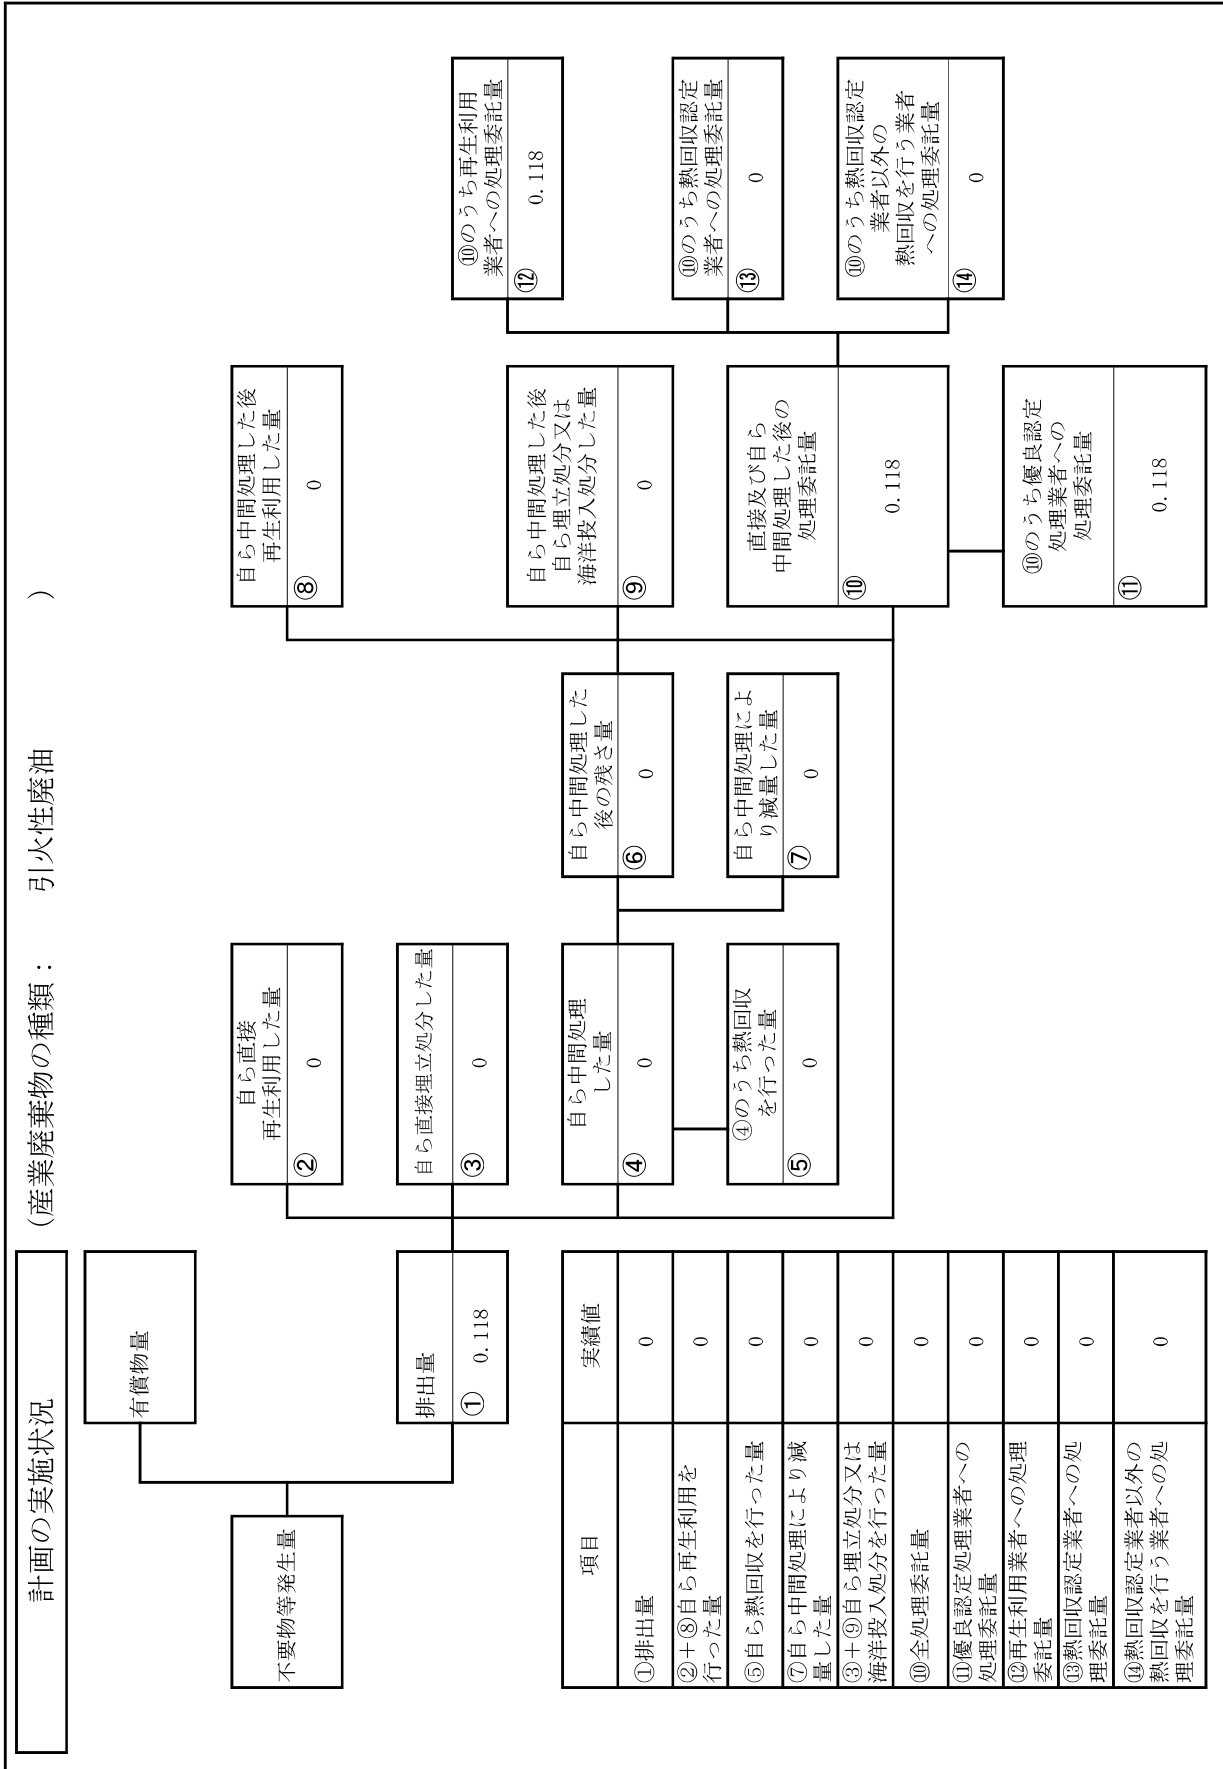 計画の実施状況
（産業廃棄物の種類： 引火性廃油 ）
不要物等発生量
有償物量
排出量
① 0.118
自ら直接
再生利用した量
② 0
自ら直接埋立処分した量
③ 0
自ら中間処理
した量
④ 0
④のうち熱回収
を行った量
⑤ 0
自ら中間処理した
後の残さ量
⑥ 0
自ら中間処理によ
り減量した量
⑦ 0
自ら中間処理した後
再生利用した量
⑧ 0
自ら中間処理した後
自ら埋立処分又は
海洋投入処分した量
⑨ 0
直接及び自ら
中間処理した後の
処理委託量
⑩ 0.118
⑩のうち優良認定
処理業者への
処理委託量
⑪ 0.118
⑩のうち再生利用
業者への処理委託量
⑫ 0.118
⑩のうち熱回収認定
業者への処理委託量
⑬ 0
⑩のうち熱回収認定
業者以外の
熱回収を行う業者
への処理委託量
⑭ 0
項目 実績値
①排出量 0
②＋⑧自ら再生利用を
行った量 0
⑤自ら熱回収を行った量 0
⑦自ら中間処理により減
量した量 0
③＋⑨自ら埋立処分又は
海洋投入処分を行った量 0
⑩全処理委託量 0
⑪優良認定処理業者への
処理委託量 0
⑫再生利用業者への処理
委託量 0
⑬熱回収認定業者への処
理委託量 0
⑭熱回収認定業者以外の
熱回収を行う業者への処
理委託量 0